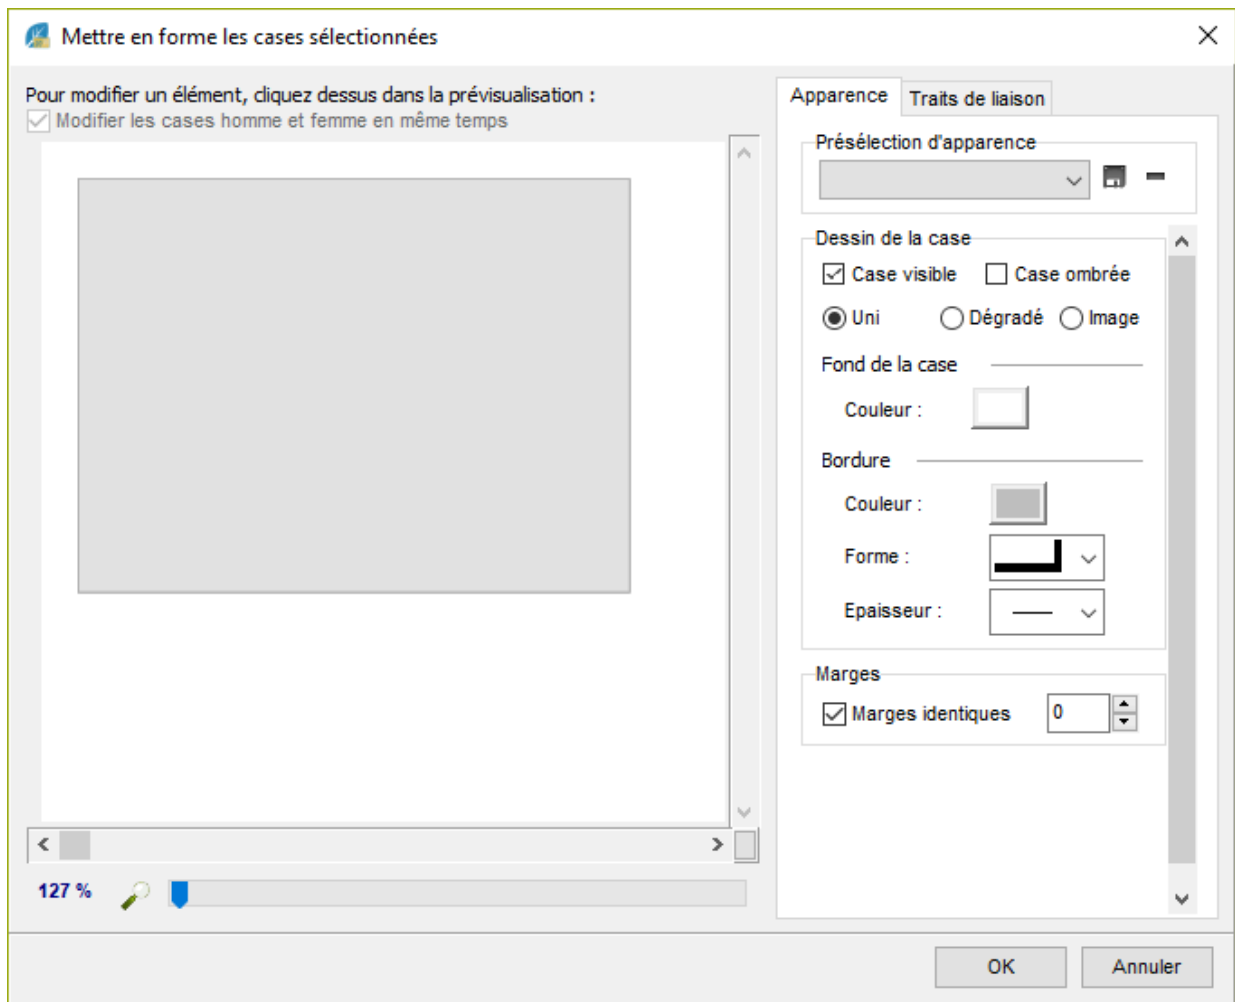 Mettre en forme les cases sélectionnées
Pour modifier un élément, cliquez dessus dans la prévisualisation :
Modifier les cases homme et femme en même temps
127 %
Apparence
Traits de liaison
Présélection d'apparence
Dessin de la case
Case visible
Case ombrée
Uni
Dégradé
Image
Fond de la case
Couleur :
Bordure
Couleur :
Forme :
Epaisseur :
Marges
Marges identiques
0
OK
Annuler